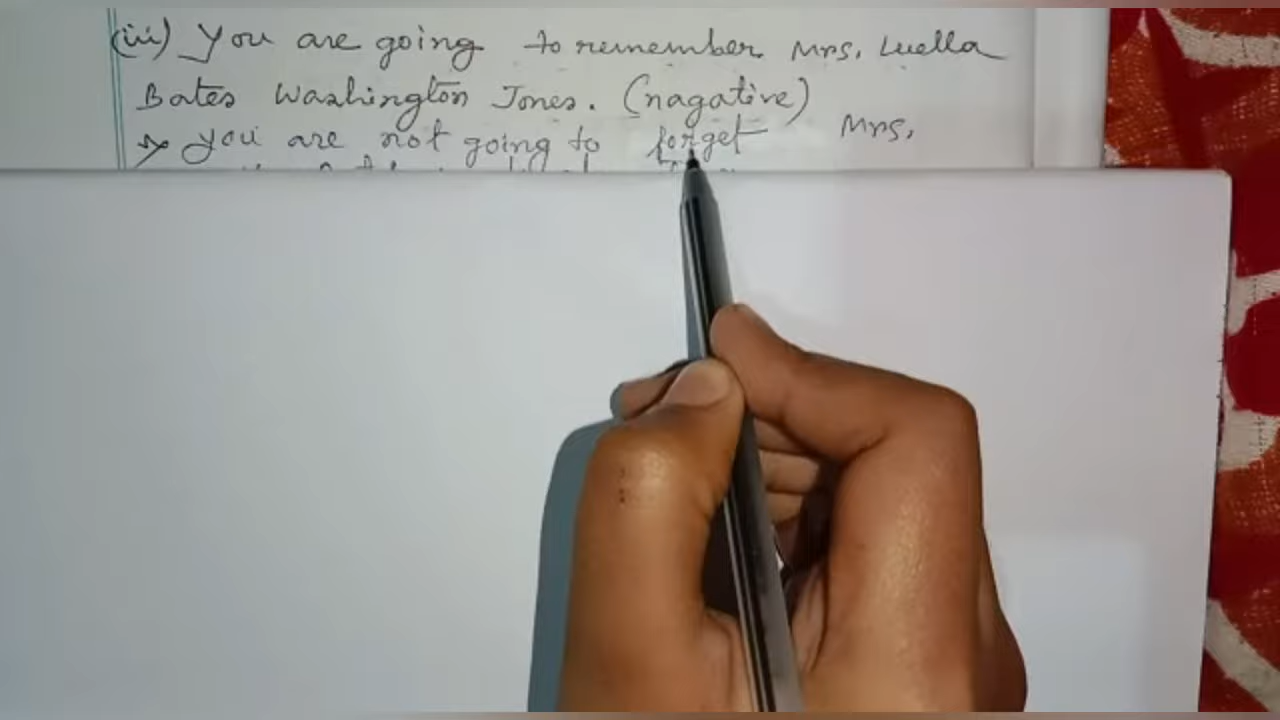 (iii) You are going to remember Mrs. Luella
Bates Washington Jones. (nagative)
→ you are not going to forget Mrs.